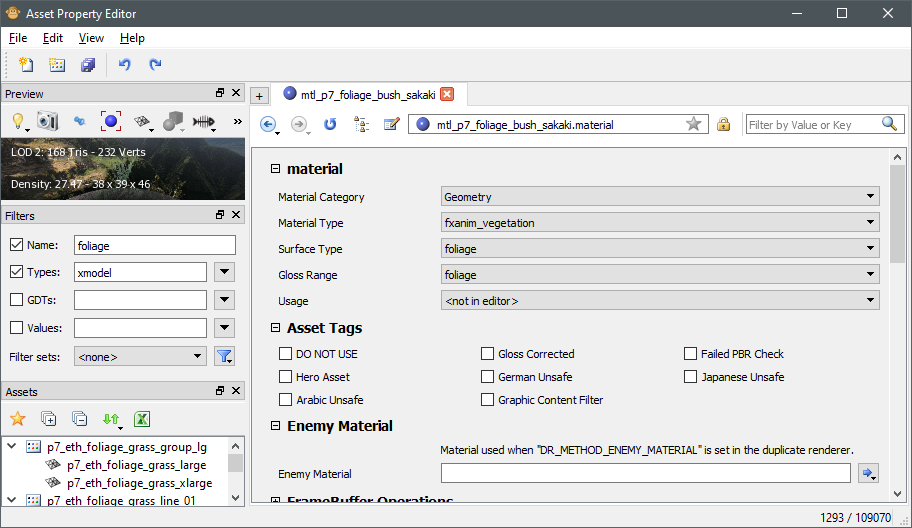 Asset Property Editor
File Edit View Help
Preview
LOD 2: 168 Tris - 232 Verts
Density: 27.47 - 38 x 39 x 46
Filters
Name: foliage
Types: xmodel
GDTs:
Values:
Filter sets: <none>
Assets
p7_eth_foliage_grass_group_lg
p7_eth_foliage_grass_large
p7_eth_foliage_grass_xlarge
p7_eth_foliage_grass_line_01
+ mtl_p7_foliage_bush_sakaki
mtl_p7_foliage_bush_sakaki.material
Filter by Value or Key
material
Material Category Geometry
Material Type fxanim_vegetation
Surface Type foliage
Gloss Range foliage
Usage <not in editor>
Asset Tags
DO NOT USE Gloss Corrected Failed PBR Check
Hero Asset German Unsafe Japanese Unsafe
Arabic Unsafe Graphic Content Filter
Enemy Material
Material used when "DR_METHOD_ENEMY_MATERIAL" is set in the duplicate renderer.
Enemy Material
FrameBuffer Operations
1293 / 109070